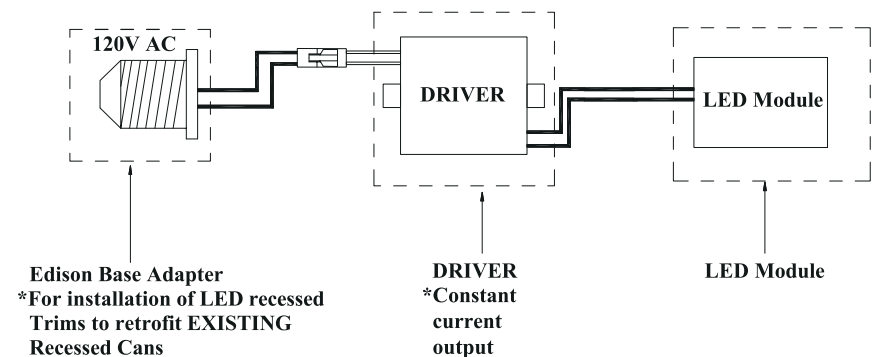 120V AC
DRIVER
LED Module
Edison Base Adapter
*For installation of LED recessed
Trims to retrofit EXISTING
Recessed Cans
DRIVER
*Constant
current
output
LED Module